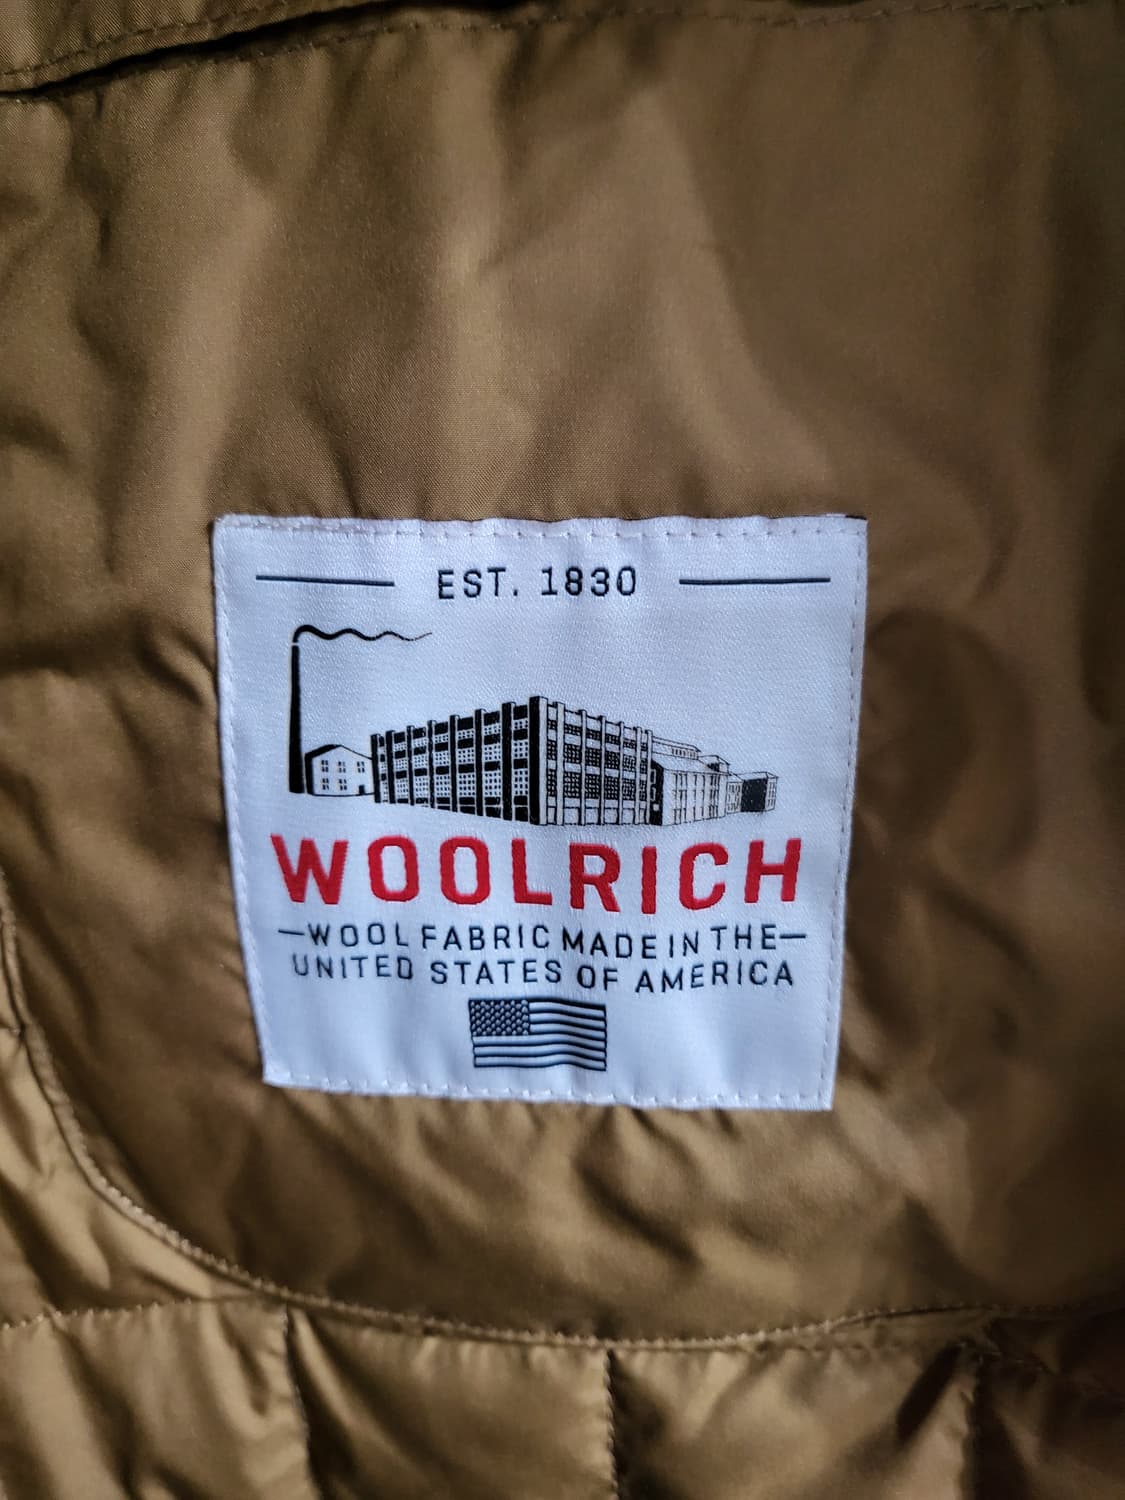 EST. 1830
WOOLRICH
—WOOL FABRIC MADE IN THE—
UNITED STATES OF AMERICA